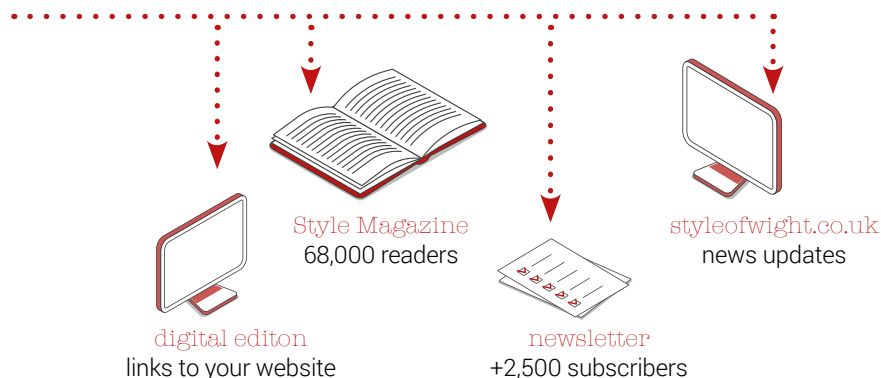 Style Magazine
68,000 readers
styleofwight.co.uk
news updates
digital editon
links to your website
newsletter
+2,500 subscribers